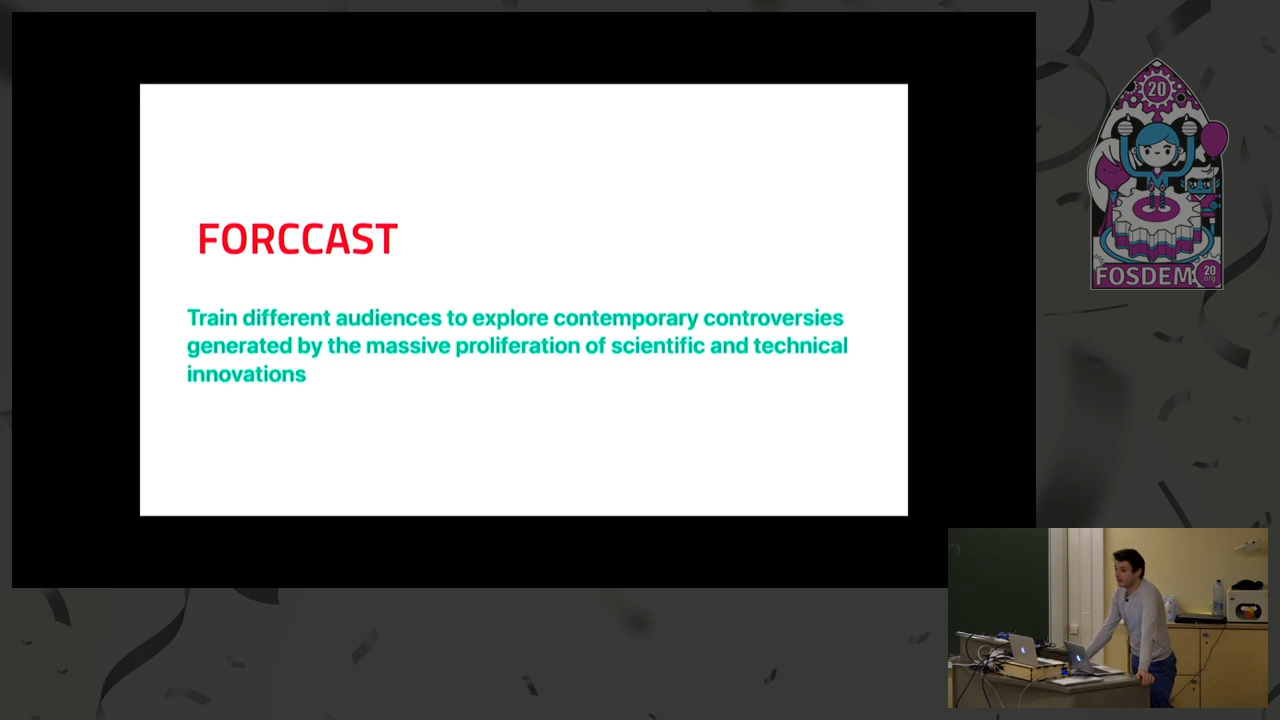 FORCCAST
Train different audiences to explore contemporary controversies
generated by the massive proliferation of scientific and technical
innovations
20
FOSDEM
20
.org